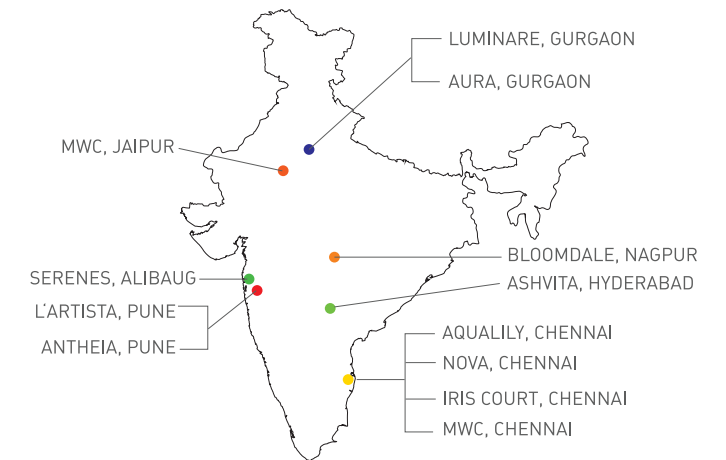 LUMINARE, GURGAON
AURA, GURGAON
MWC, JAIPUR
BLOOMDALE, NAGPUR
SERENES, ALIBAUG
ASHVITA, HYDERABAD
L'ARTISTA, PUNE
ANTHEIA, PUNE
AQUALILY, CHENNAI
NOVA, CHENNAI
IRIS COURT, CHENNAI
MWC, CHENNAI